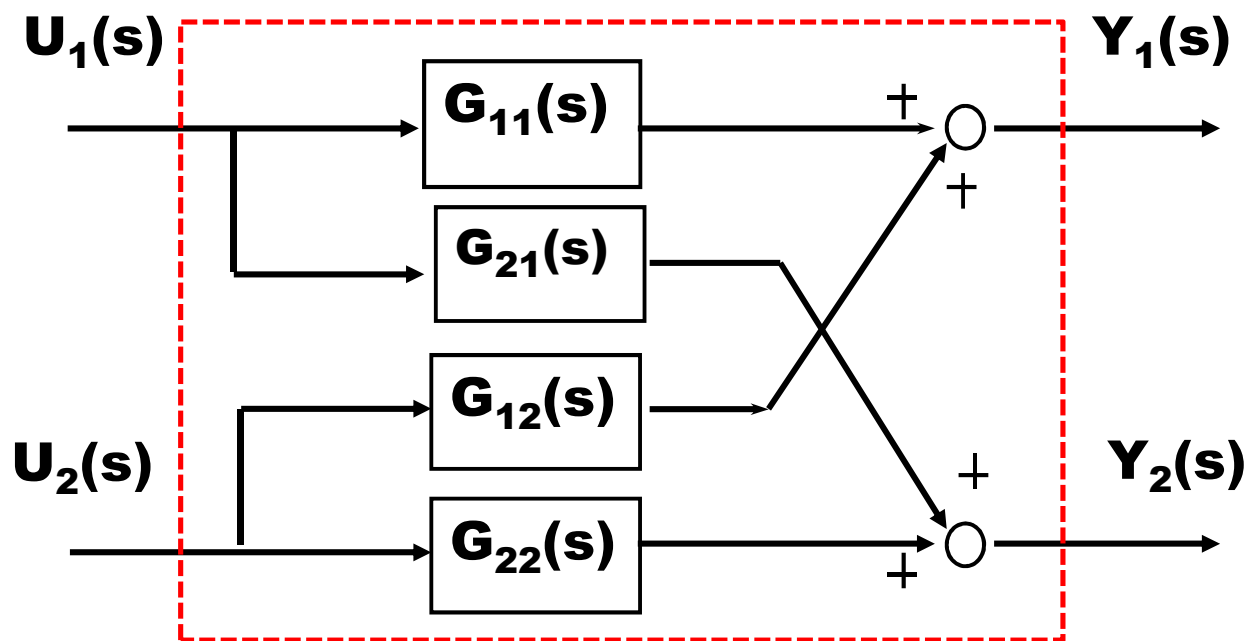 U₁(s)
Y₁(s)
G₁₁(s)
+
+
G₂₁(s)
G₁₂(s)
U₂(s)
Y₂(s)
+
G₂₂(s)
+